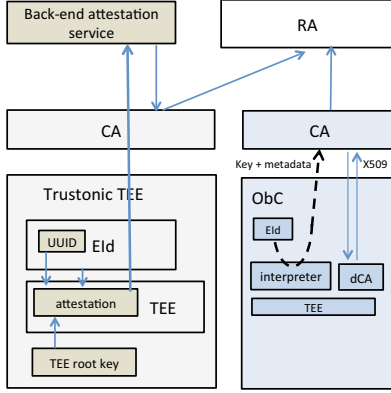 Back-end attestation
service
RA
CA
CA
Key + metadata
X509
Trustonic TEE
ObC
UUID
EId
EId
attestation
TEE
interpreter
dCA
TEE
TEE root key